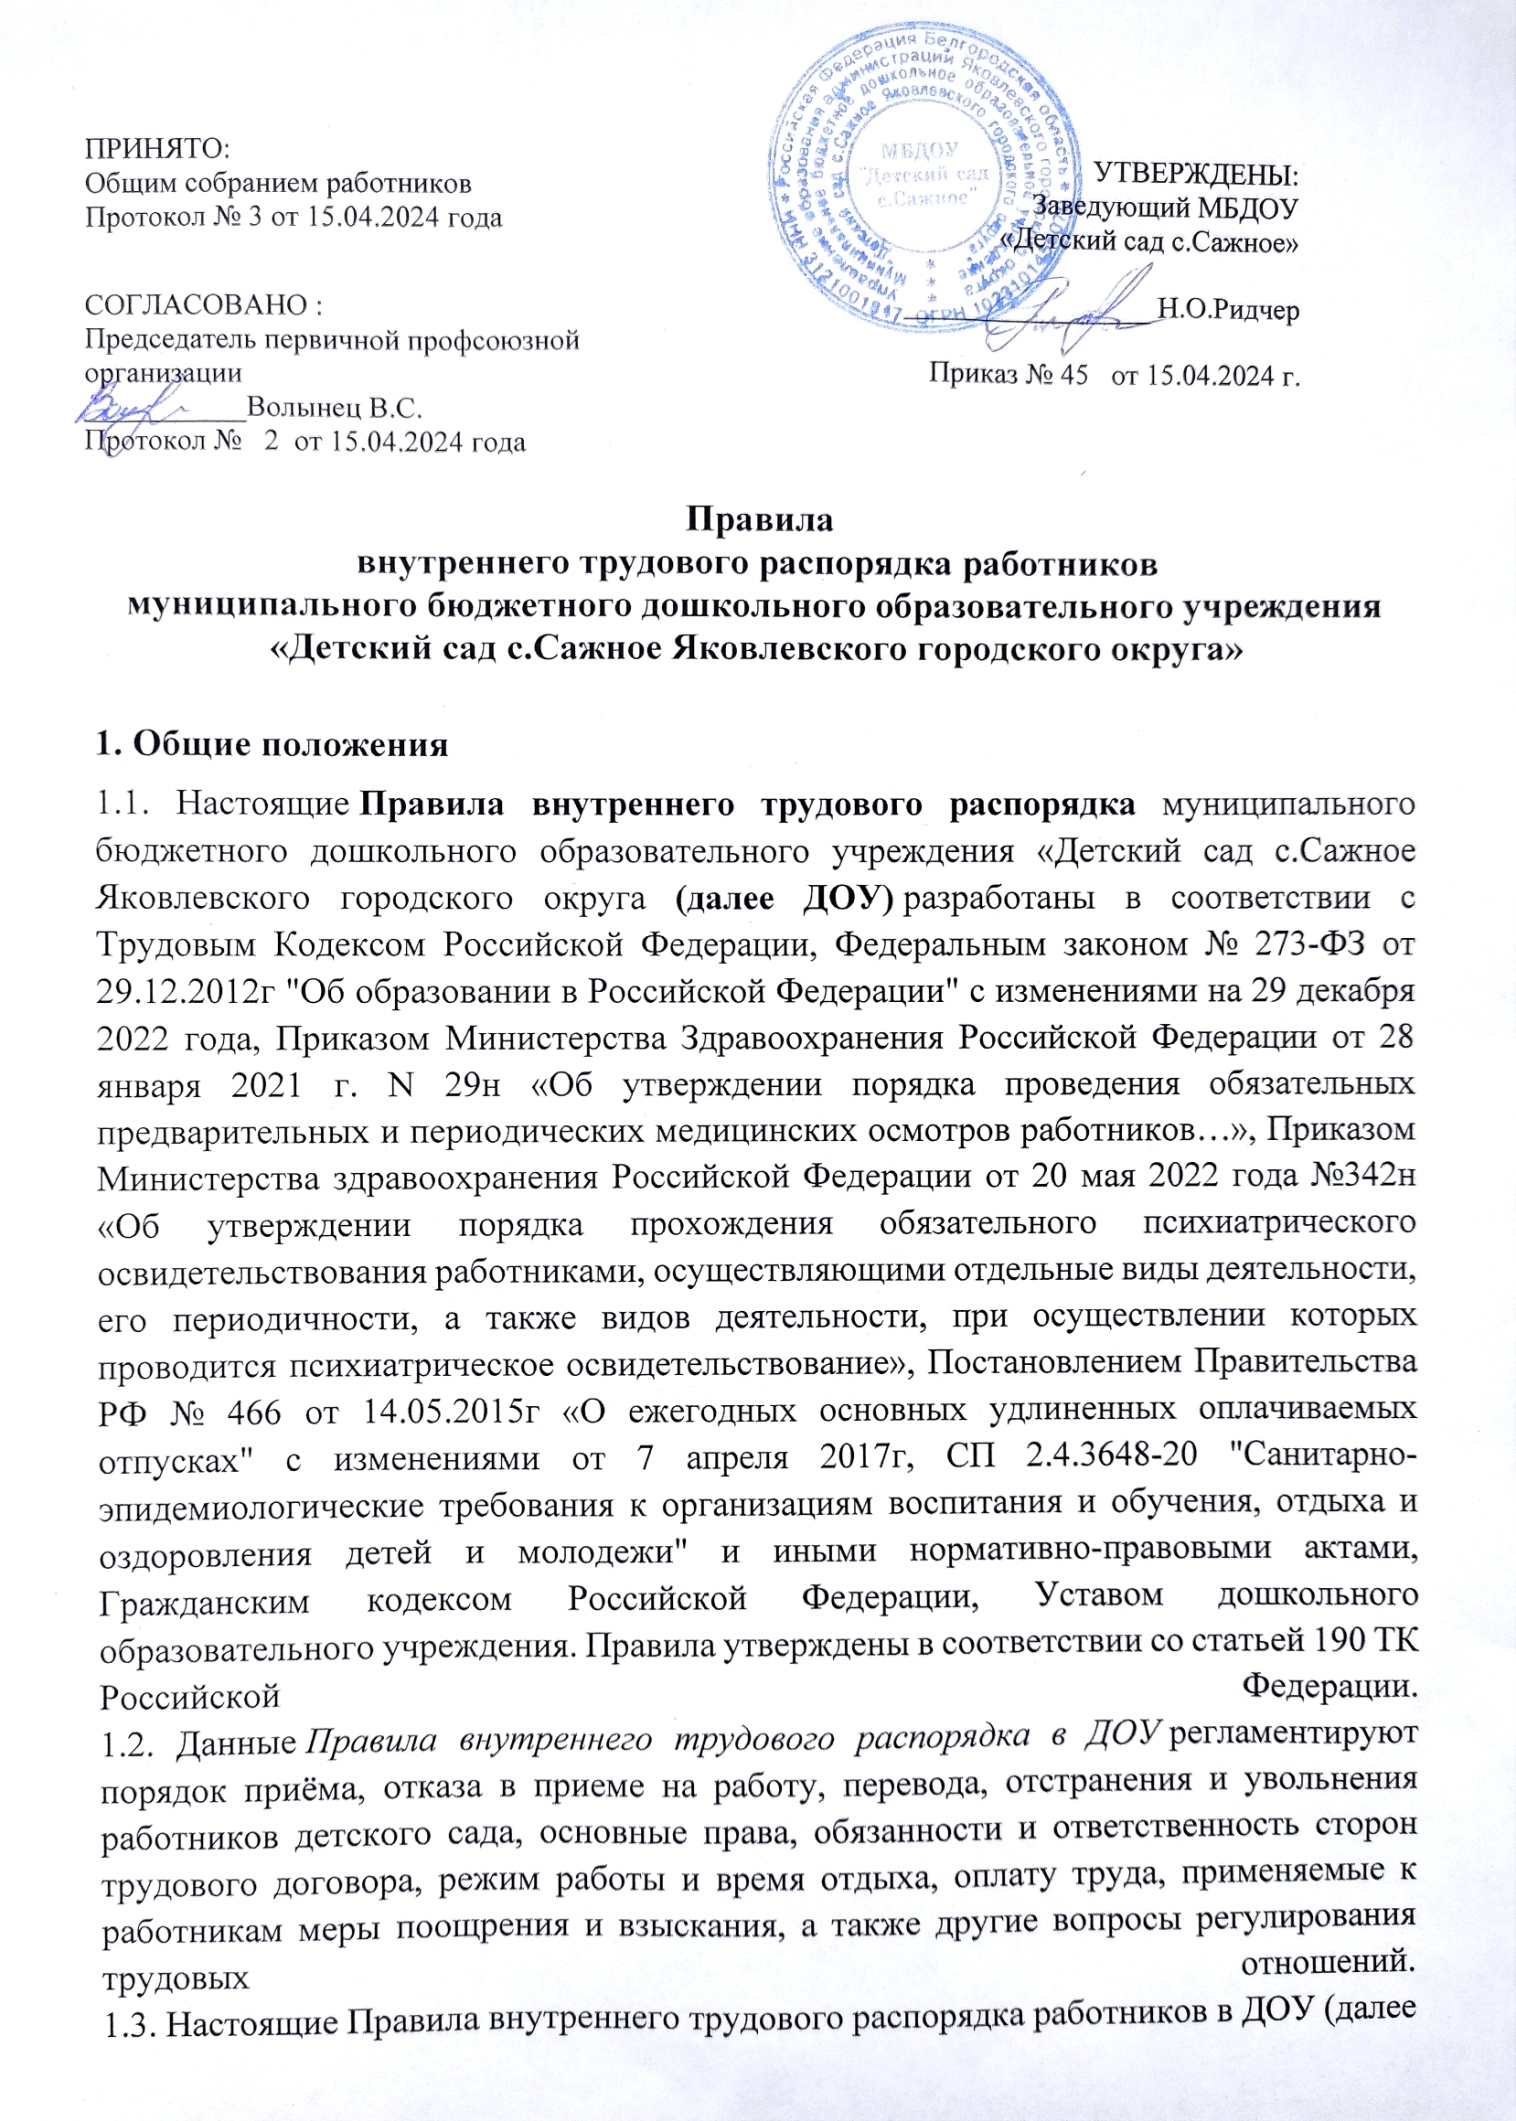 ПРИНЯТО:
Общим собранием работников
Протокол № 3 от 15.04.2024 года
СОГЛАСОВАНО :
Председатель первичной профсоюзной
организации
Волынец В.С.
Протокол № 2 от 15.04.2024 года
МБДОУ
"Детский сад
с.Сажное"
УТВЕРЖДЕНЫ:
Заведующий МБДОУ
«Детский сад с.Сажное»
Н.О.Ридчер
Приказ № 45 от 15.04.2024 г.
Правила
внутреннего трудового распорядка работников
муниципального бюджетного дошкольного образовательного учреждения
«Детский сад с.Сажное Яковлевского городского округа»
1. Общие положения
1.1. Настоящие Правила внутреннего трудового распорядка муниципального
бюджетного дошкольного образовательного учреждения «Детский сад с.Сажное
Яковлевского городского округа (далее ДОУ) разработаны в соответствии с
Трудовым Кодексом Российской Федерации, Федеральным законом № 273-ФЗ от
29.12.2012г "Об образовании в Российской Федерации" с изменениями на 29 декабря
2022 года, Приказом Министерства Здравоохранения Российской Федерации от 28
января 2021 г. N 29н «Об утверждении порядка проведения обязательных
предварительных и периодических медицинских осмотров работников…», Приказом
Министерства здравоохранения Российской Федерации от 20 мая 2022 года №342н
«Об утверждении порядка прохождения обязательного психиатрического
освидетельствования работниками, осуществляющими отдельные виды деятельности,
его периодичности, а также видов деятельности, при осуществлении которых
проводится психиатрическое освидетельствование», Постановлением Правительства
РФ № 466 от 14.05.2015г «О ежегодных основных удлиненных оплачиваемых
отпусках" с изменениями от 7 апреля 2017г, СП 2.4.3648-20 "Санитарно-
эпидемиологические требования к организациям воспитания и обучения, отдыха и
оздоровления детей и молодежи" и иными нормативно-правовыми актами,
Гражданским кодексом Российской Федерации, Уставом дошкольного
образовательного учреждения. Правила утверждены в соответствии со статьей 190 ТК
Российской Федерации.
1.2. Данные Правила внутреннего трудового распорядка в ДОУ регламентируют
порядок приёма, отказа в приеме на работу, перевода, отстранения и увольнения
работников детского сада, основные права, обязанности и ответственность сторон
трудового договора, режим работы и время отдыха, оплату труда, применяемые к
работникам меры поощрения и взыскания, а также другие вопросы регулирования
трудовых отношений.
1.3. Настоящие Правила внутреннего трудового распорядка работников в ДОУ (далее